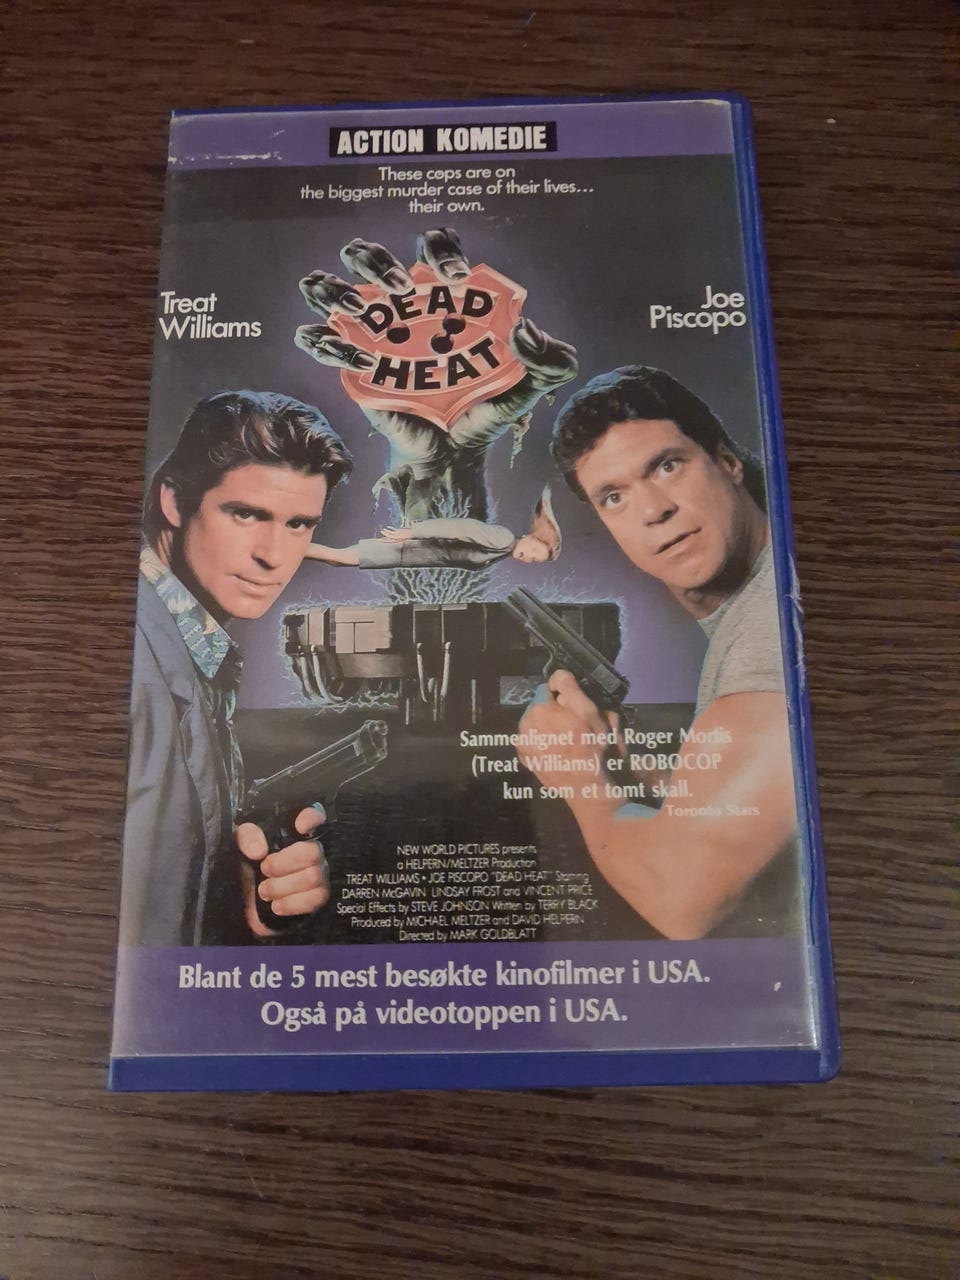 ACTION KOMEDIE
These cops are on
the biggest murder case of their lives...
their own.
Treat
Williams
Joe
Piscopo
DEAD
HEAT
Sammenlignet med Roger Mortis
(Treat Williams) er ROBOCOP
kun som et tomt skall.
Toronto Stars
NEW WORLD PICTURES presents
a HELPERN/MELTZER Production
TREAT WILLIAMS • JOE PISCOPO "DEAD HEAT" Starring
DARREN McGAVIN LINDSAY FROST and VINCENT PRICE
Special Effects by STEVE JOHNSON Written by TERRY BLACK
Produced by MICHAEL MELTZER and DAVID HELPERN
Directed by MARK GOLDBLATT
Blant de 5 mest besøkte kinofilmer i USA.
Også på videotoppen i USA.